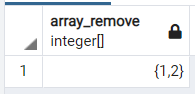 array_remove
integer[]
1 {1,2}